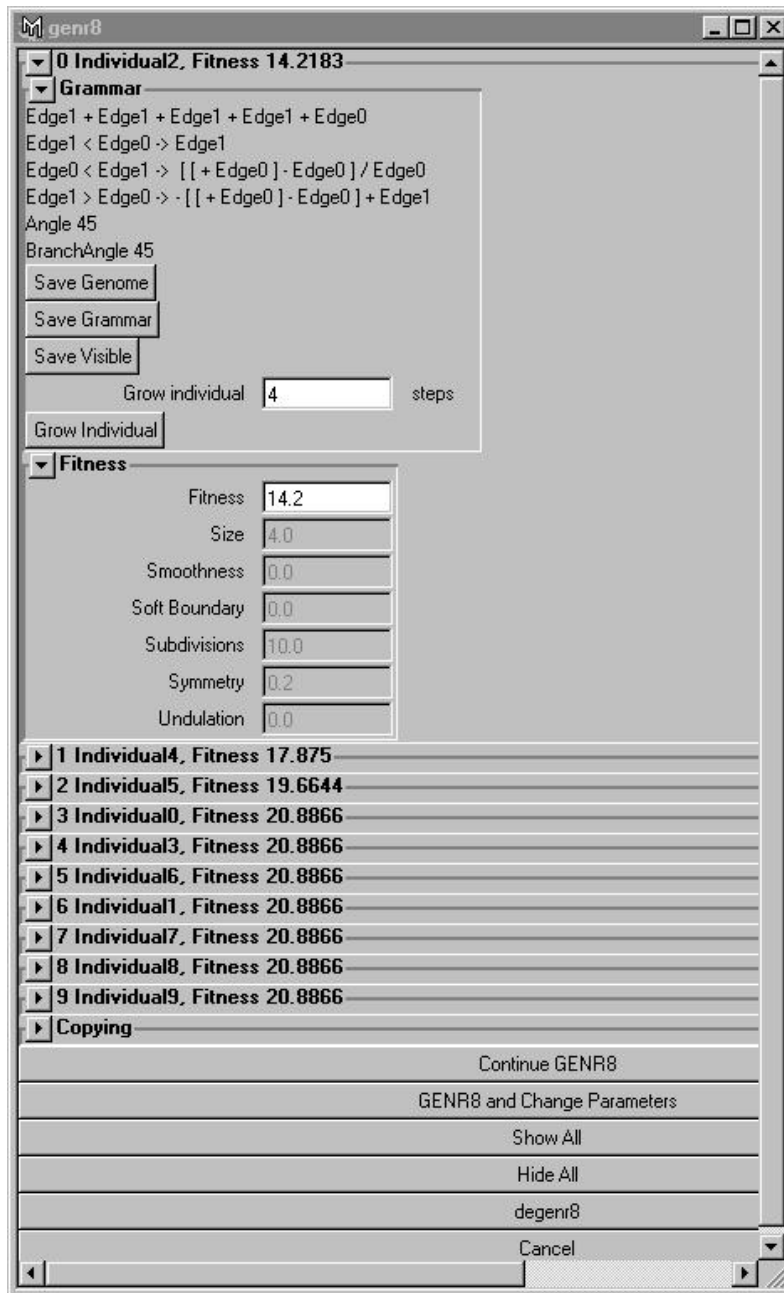 genr8
0 Individual2, Fitness 14.2183
Grammar
Edge1 + Edge1 + Edge1 + Edge1 + Edge0
Edge1 < Edge0 -> Edge1
Edge0 < Edge1 -> [ [ + Edge0 ] - Edge0 ] / Edge0
Edge1 > Edge0 -> - [ [ + Edge0 ] - Edge0 ] + Edge1
Angle 45
BranchAngle 45
Save Genome
Save Grammar
Save Visible
Grow individual 4 steps
Grow Individual
Fitness
Fitness 14.2
Size 4.0
Smoothness 0.0
Soft Boundary 0.0
Subdivisions 10.0
Symmetry 0.2
Undulation 0.0
1 Individual4, Fitness 17.875
2 Individual5, Fitness 19.6644
3 Individual0, Fitness 20.8866
4 Individual3, Fitness 20.8866
5 Individual6, Fitness 20.8866
6 Individual1, Fitness 20.8866
7 Individual7, Fitness 20.8866
8 Individual8, Fitness 20.8866
9 Individual9, Fitness 20.8866
Copying
Continue GENR8
GENR8 and Change Parameters
Show All
Hide All
degenr8
Cancel